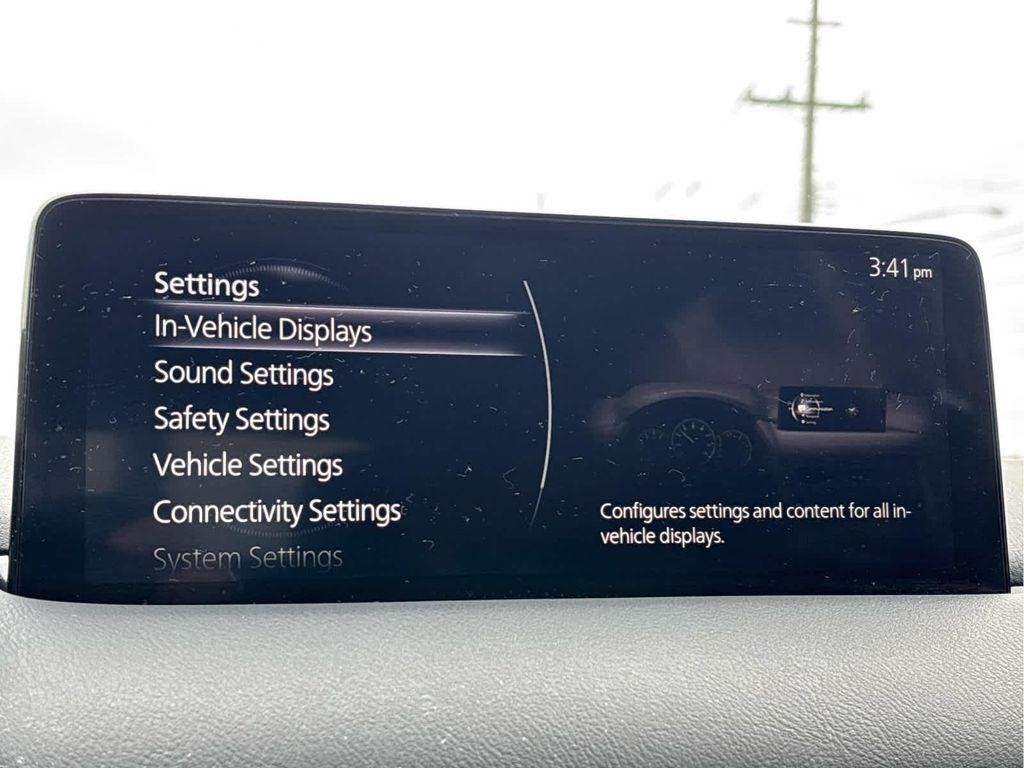 Settings
3:41 pm
In-Vehicle Displays
Sound Settings
Safety Settings
Vehicle Settings
Connectivity Settings
System Settings
Communication
Configures settings and content for all in-
vehicle displays.